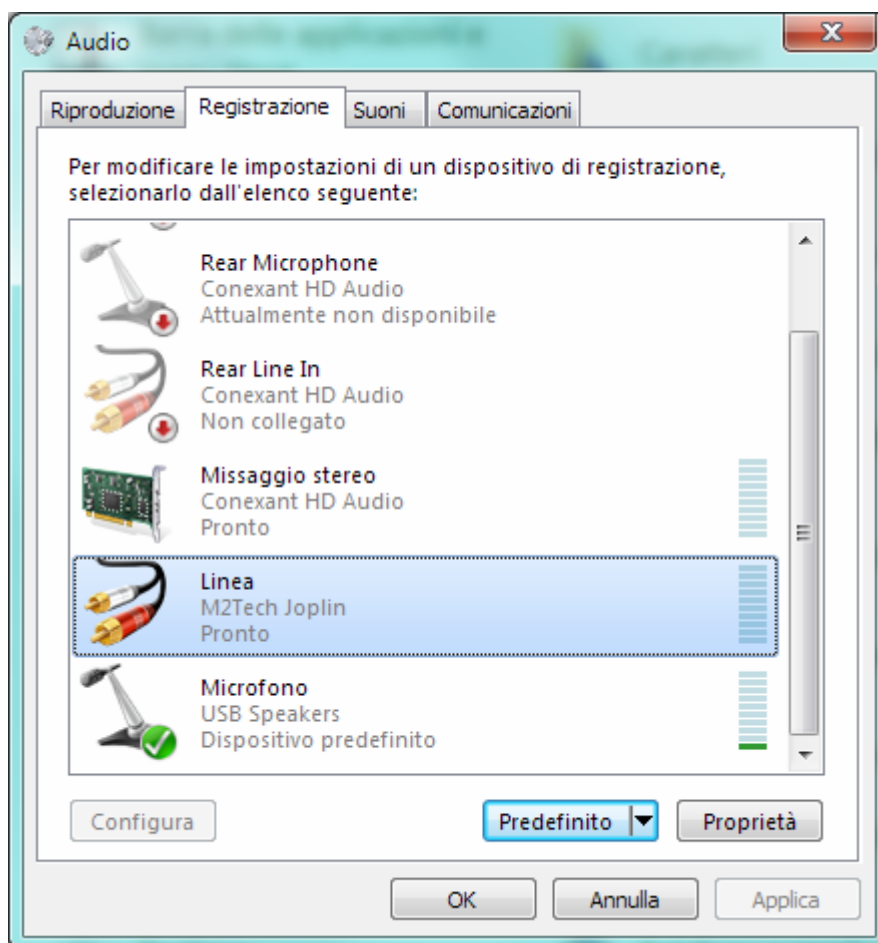 Audio
Riproduzione
Registrazione
Suoni
Comunicazioni
Per modificare le impostazioni di un dispositivo di registrazione,
selezionarlo dall'elenco seguente:
Rear Microphone
Conexant HD Audio
Attualmente non disponibile
Rear Line In
Conexant HD Audio
Non collegato
Missaggio stereo
Conexant HD Audio
Pronto
Linea
M2Tech Joplin
Pronto
Microfono
USB Speakers
Dispositivo predefinito
Configura
Predefinito
Proprietà
OK
Annulla
Applica